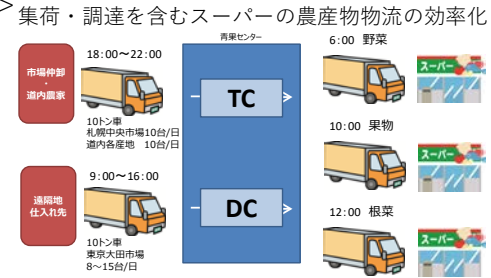 > 集荷・調達を含むスーパーの農産物物流の効率化
青果センター
市場仲卸
・
道内農家
18:00〜22:00
10トン車
札幌中央市場10台/日
道内各産地 10台/日
TC
6:00 野菜
スーパー
10:00 果物
スーパー
遠隔地
仕入れ先
9:00〜16:00
10トン車
東京大田市場
8〜15台/日
DC
12:00 根菜
スーパー